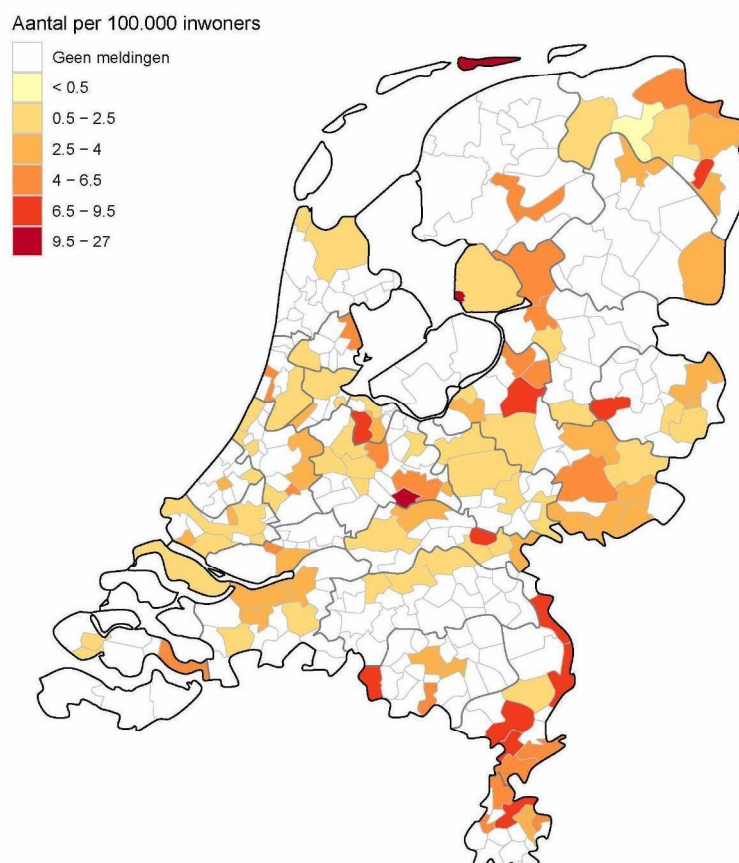 Aantal per 100.000 inwoners
Geen meldingen
< 0.5
0.5 – 2.5
2.5 – 4
4 – 6.5
6.5 – 9.5
9.5 – 27